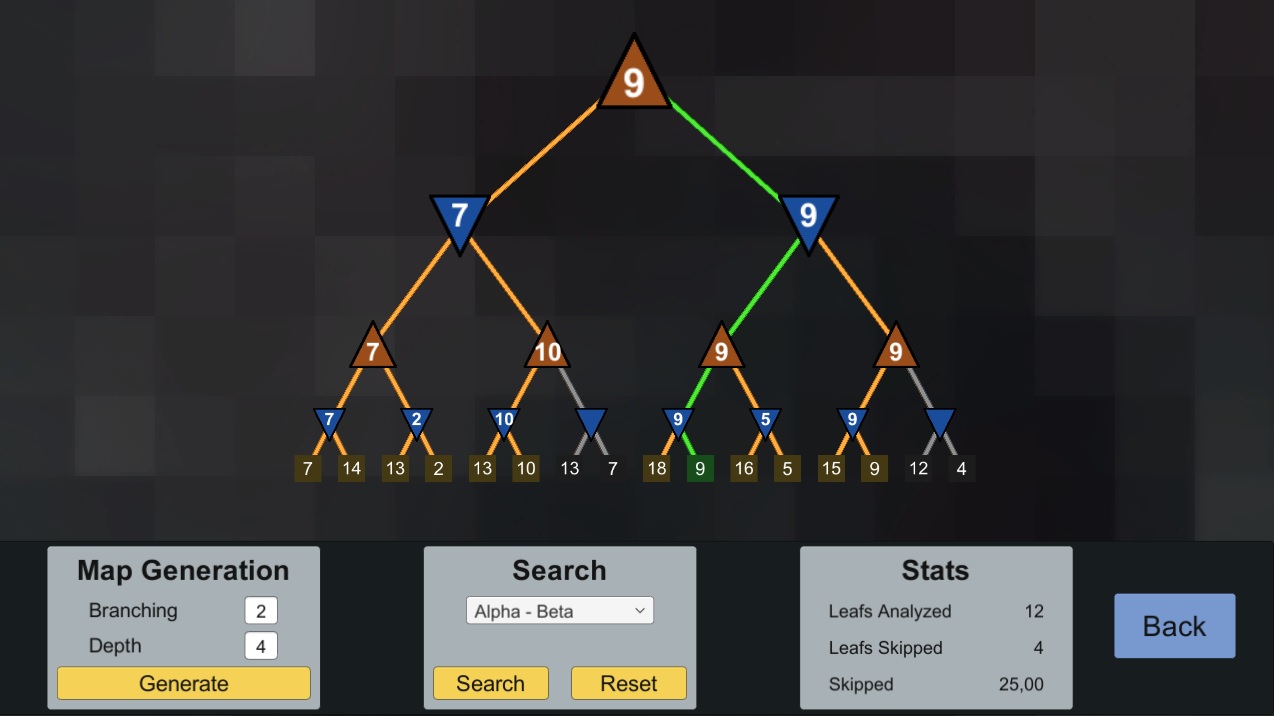 9
7 9
7 10 9 9
7 2 10 9 5 9
7 14 13 2 13 10 13 7 18 9 16 5 15 9 12 4
Map Generation
Branching 2
Depth 4
Generate
Search
Alpha - Beta
Search Reset
Stats
Leafs Analyzed 12
Leafs Skipped 4
Skipped 25,00
Back